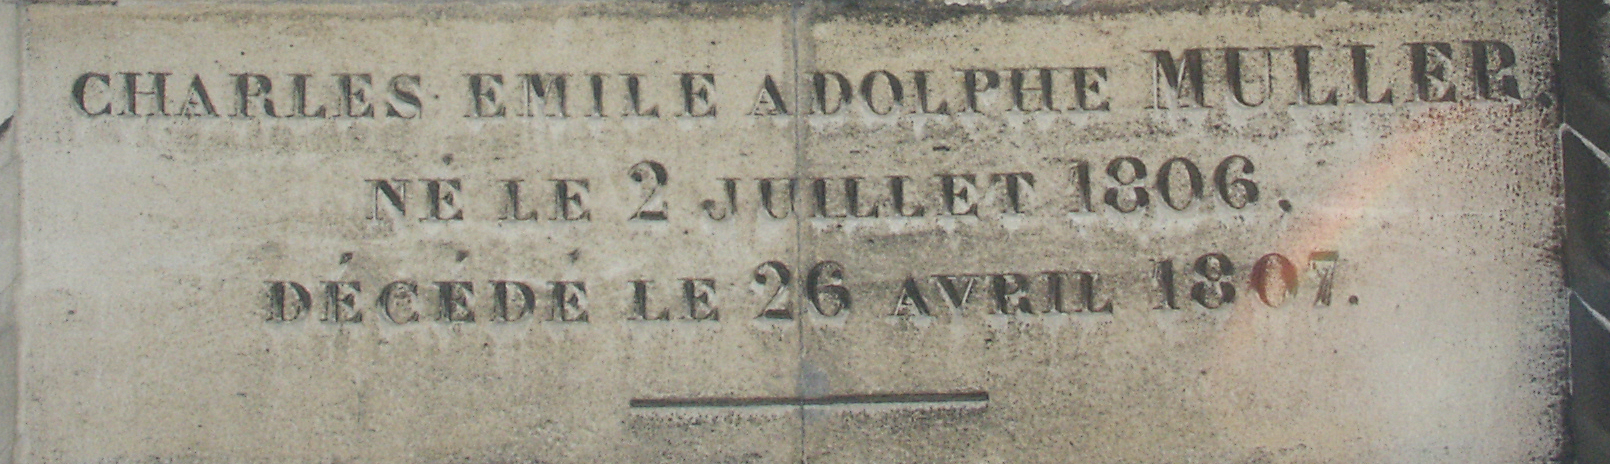 CHARLES EMILE ADOLPHE MULLER.
NÉ LE 2 JUILLET 1806,
DÉCÉDÉ LE 26 AVRIL 1807.